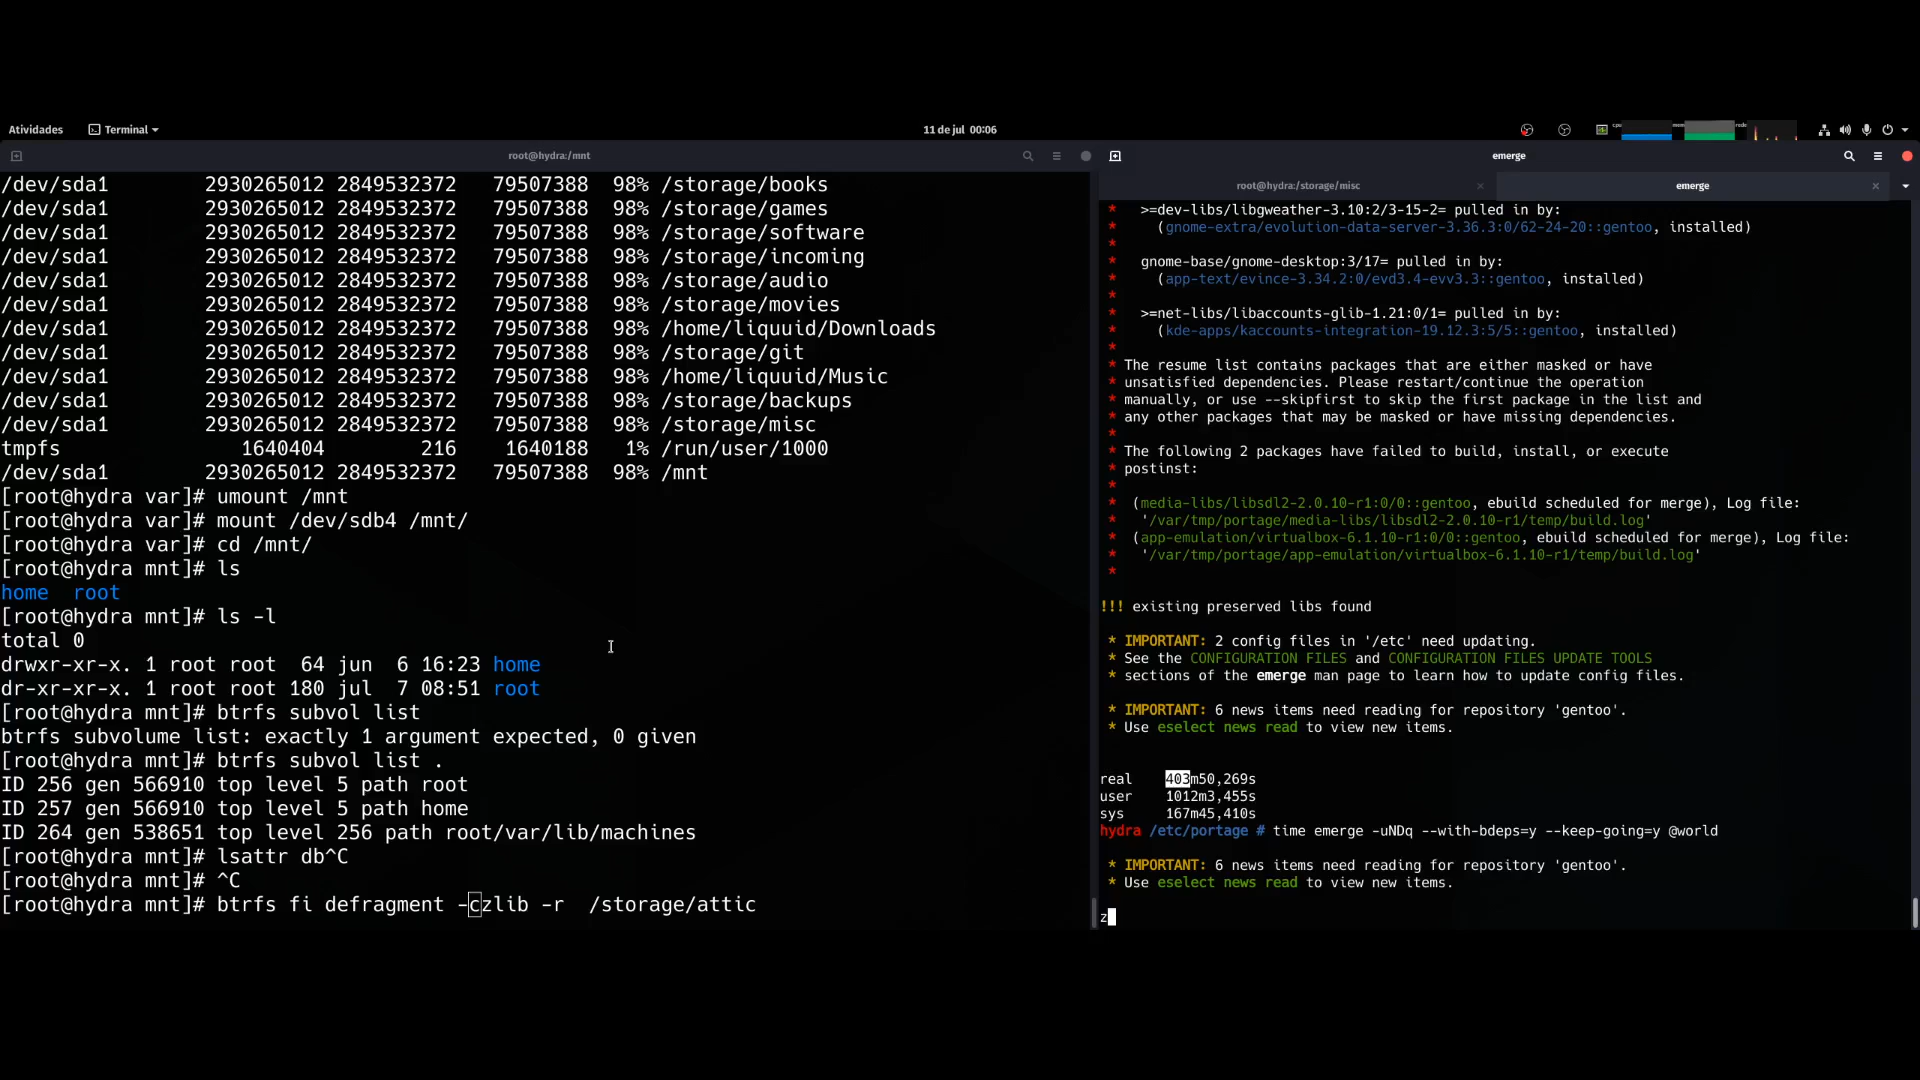 Atividades Terminal 11 de jul 00:06
root@hydra:/mnt
/dev/sda1 2930265012 2849532372 79507388 98% /storage/books
/dev/sda1 2930265012 2849532372 79507388 98% /storage/games
/dev/sda1 2930265012 2849532372 79507388 98% /storage/software
/dev/sda1 2930265012 2849532372 79507388 98% /storage/incoming
/dev/sda1 2930265012 2849532372 79507388 98% /storage/audio
/dev/sda1 2930265012 2849532372 79507388 98% /storage/movies
/dev/sda1 2930265012 2849532372 79507388 98% /home/liquuid/Downloads
/dev/sda1 2930265012 2849532372 79507388 98% /storage/git
/dev/sda1 2930265012 2849532372 79507388 98% /home/liquuid/Music
/dev/sda1 2930265012 2849532372 79507388 98% /storage/backups
/dev/sda1 2930265012 2849532372 79507388 98% /storage/misc
tmpfs 1640404 216 1640188 1% /run/user/1000
/dev/sda1 2930265012 2849532372 79507388 98% /mnt
[root@hydra var]# umount /mnt
[root@hydra var]# mount /dev/sdb4 /mnt/
[root@hydra var]# cd /mnt/
[root@hydra mnt]# ls
home root
[root@hydra mnt]# ls -l
total 0
drwxr-xr-x. 1 root root 64 jun 6 16:23 home
dr-xr-xr-x. 1 root root 180 jul 7 08:51 root
[root@hydra mnt]# btrfs subvol list
btrfs subvolume list: exactly 1 argument expected, 0 given
[root@hydra mnt]# btrfs subvol list .
ID 256 gen 566910 top level 5 path root
ID 257 gen 566910 top level 5 path home
ID 264 gen 538651 top level 256 path root/var/lib/machines
[root@hydra mnt]# lsattr db^C
[root@hydra mnt]# ^C
[root@hydra mnt]# btrfs fi defragment -czlib -r /storage/attic
emerge
root@hydra:/storage/misc emerge
* >=dev-libs/libgweather-3.10:2/3-15-2= pulled in by:
* (gnome-extra/evolution-data-server-3.36.3:0/62-24-20::gentoo, installed)
*
* gnome-base/gnome-desktop:3/17= pulled in by:
* (app-text/evince-3.34.2:0/evd3.4-evv3.3::gentoo, installed)
*
* >=net-libs/libaccounts-glib-1.21:0/1= pulled in by:
* (kde-apps/kaccounts-integration-19.12.3:5/5::gentoo, installed)
*
* The resume list contains packages that are either masked or have
* unsatisfied dependencies. Please restart/continue the operation
* manually, or use --skipfirst to skip the first package in the list and
* any other packages that may be masked or have missing dependencies.
*
* The following 2 packages have failed to build, install, or execute
* postinst:
*
* (media-libs/libsdl2-2.0.10-r1:0/0::gentoo, ebuild scheduled for merge), Log file:
* '/var/tmp/portage/media-libs/libsdl2-2.0.10-r1/temp/build.log'
* (app-emulation/virtualbox-6.1.10-r1:0/0::gentoo, ebuild scheduled for merge), Log file:
* '/var/tmp/portage/app-emulation/virtualbox-6.1.10-r1/temp/build.log'
*
!!! existing preserved libs found
* IMPORTANT: 2 config files in '/etc' need updating.
* See the CONFIGURATION FILES and CONFIGURATION FILES UPDATE TOOLS
* sections of the emerge man page to learn how to update config files.
* IMPORTANT: 6 news items need reading for repository 'gentoo'.
* Use eselect news read to view new items.
real 403m50,269s
user 1012m3,455s
sys 167m45,410s
hydra /etc/portage # time emerge -uNDq --with-bdeps=y --keep-going=y @world
* IMPORTANT: 6 news items need reading for repository 'gentoo'.
* Use eselect news read to view new items.
z